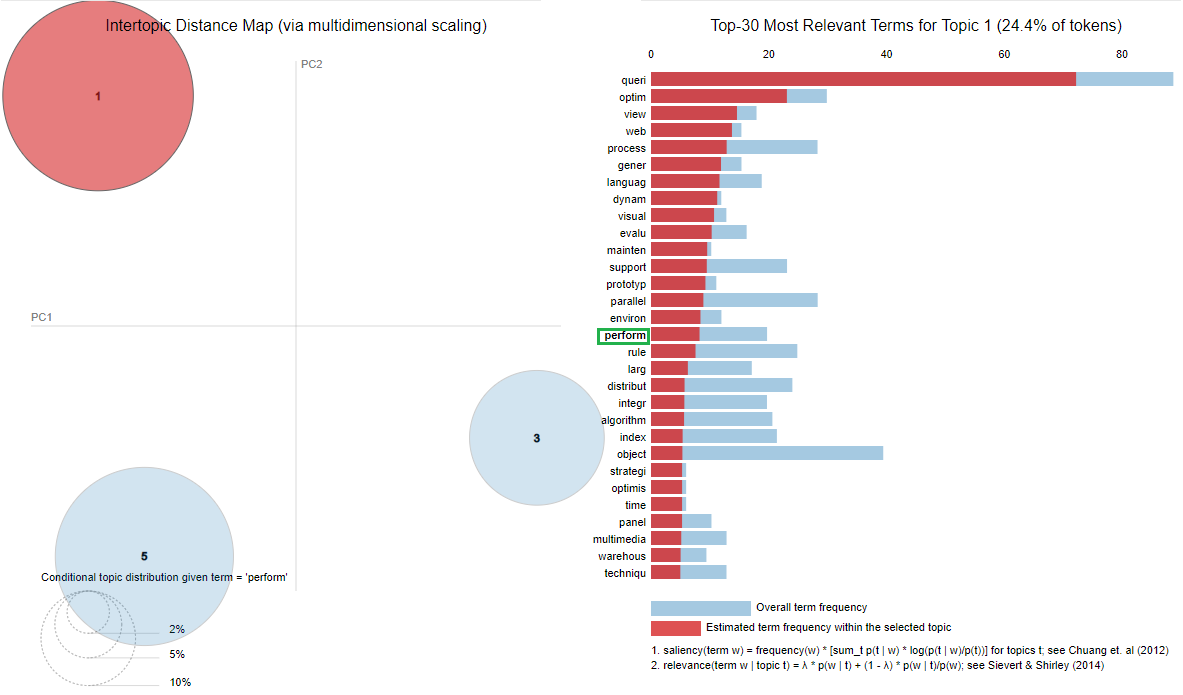 Intertopic Distance Map (via multidimensional scaling)
PC2
1
PC1
3
5
Conditional topic distribution given term = 'perform'
2%
5%
10%
Top-30 Most Relevant Terms for Topic 1 (24.4% of tokens)
0 20 40 60 80
queri
optim
view
web
process
gener
languag
dynam
visual
evalu
mainten
support
prototyp
parallel
environ
perform
rule
larg
distribut
integr
algorithm
index
object
strategi
optimis
time
panel
multimedia
warehous
techniqu
Overall term frequency
Estimated term frequency within the selected topic
1. saliency(term w) = frequency(w) * [sum_t p(t | w) * log(p(t | w)/p(t))] for topics t; see Chuang et. al (2012)
2. relevance(term w | topic t) = λ * p(w | t) + (1 - λ) * p(w | t)/p(w); see Sievert & Shirley (2014)